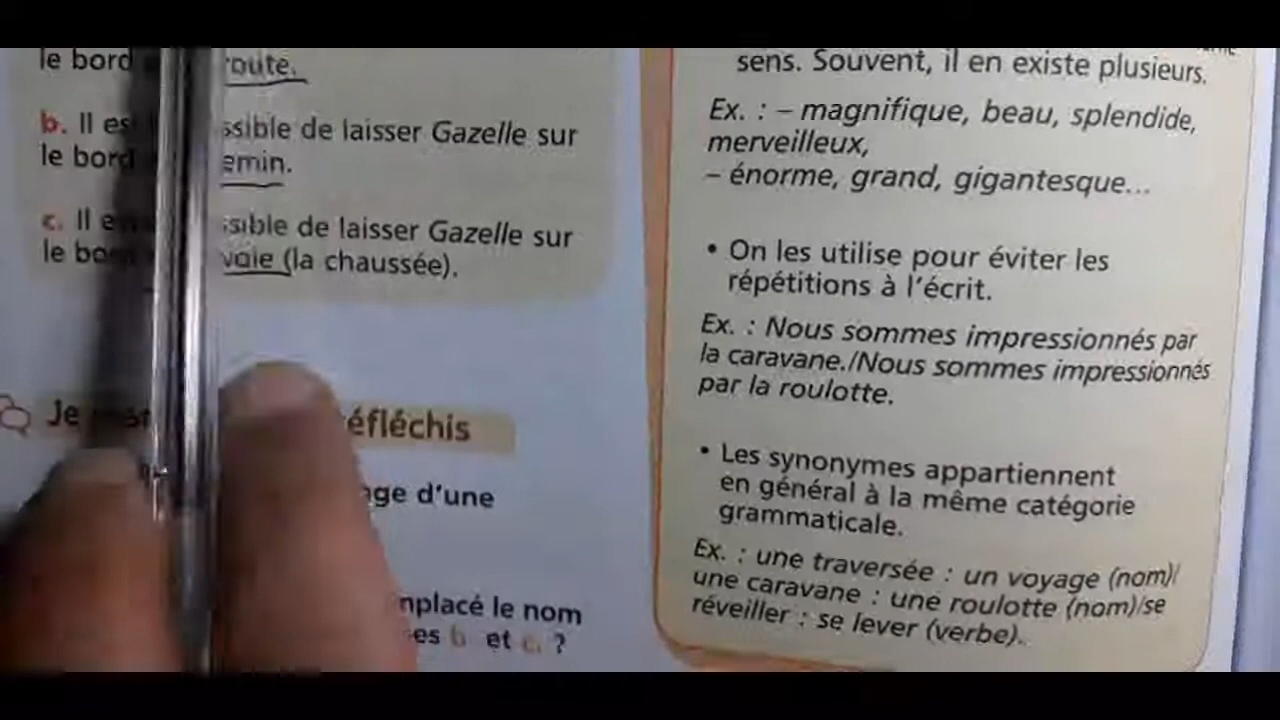 le bord route.
b. Il es ssible de laisser Gazelle sur
le bord emin.
c. Il e ssible de laisser Gazelle sur
le bo voie (la chaussée).
Je éfléchis
age d'une
mplacé le nom
es b et c. ?
sens. Souvent, il en existe plusieurs.
Ex. : – magnifique, beau, splendide,
merveilleux,
– énorme, grand, gigantesque...
• On les utilise pour éviter les
répétitions à l'écrit.
Ex. : Nous sommes impressionnés par
la caravane./Nous sommes impressionnés
par la roulotte.
• Les synonymes appartiennent
en général à la même catégorie
grammaticale.
Ex. : une traversée : un voyage (nom)/
une caravane : une roulotte (nom)/se
réveiller : se lever (verbe).